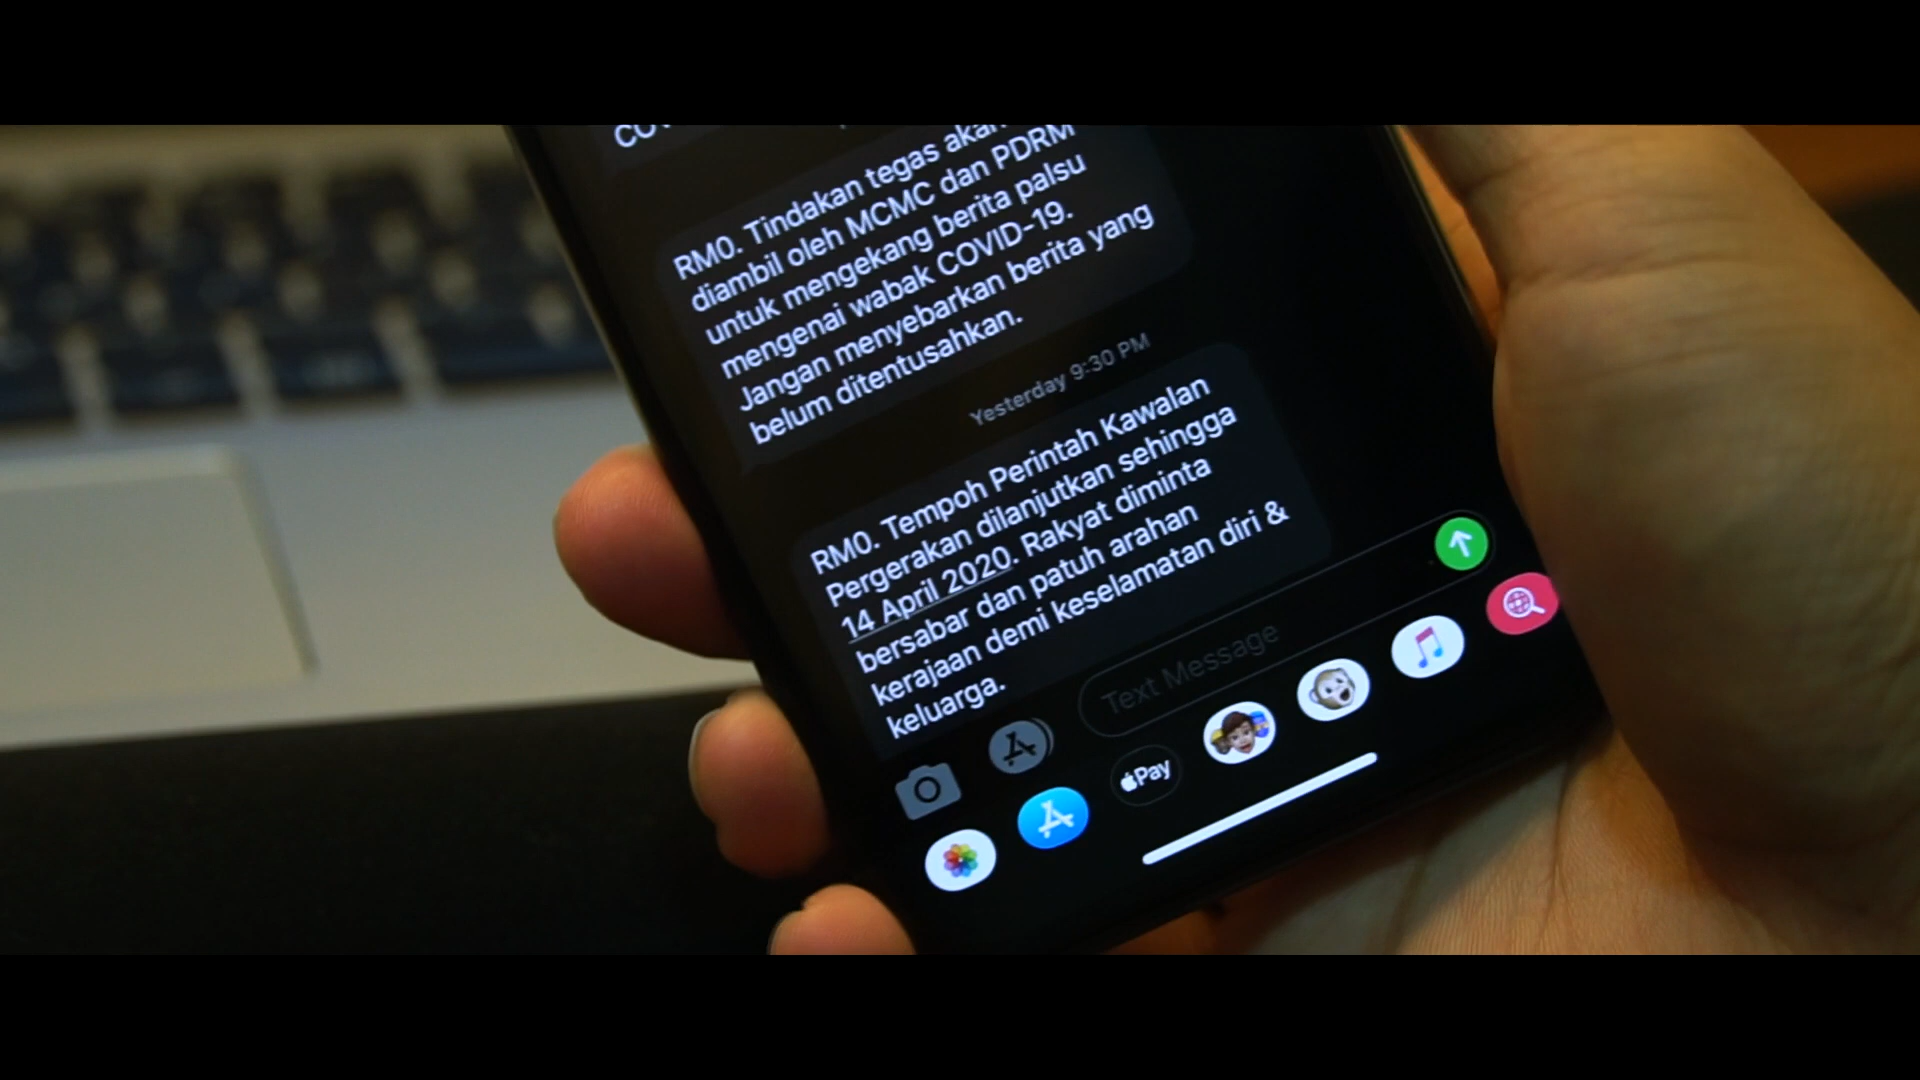 RM0. Tindakan tegas akan
diambil oleh MCMC dan PDRM
untuk mengekang berita palsu
mengenai wabak COVID-19.
Jangan menyebarkan berita yang
belum ditentusahkan.
Yesterday 9:30 PM
RM0. Tempoh Perintah Kawalan
Pergerakan dilanjutkan sehingga
14 April 2020. Rakyat diminta
bersabar dan patuh arahan
kerajaan demi keselamatan diri &
keluarga.
Text Message
Pay